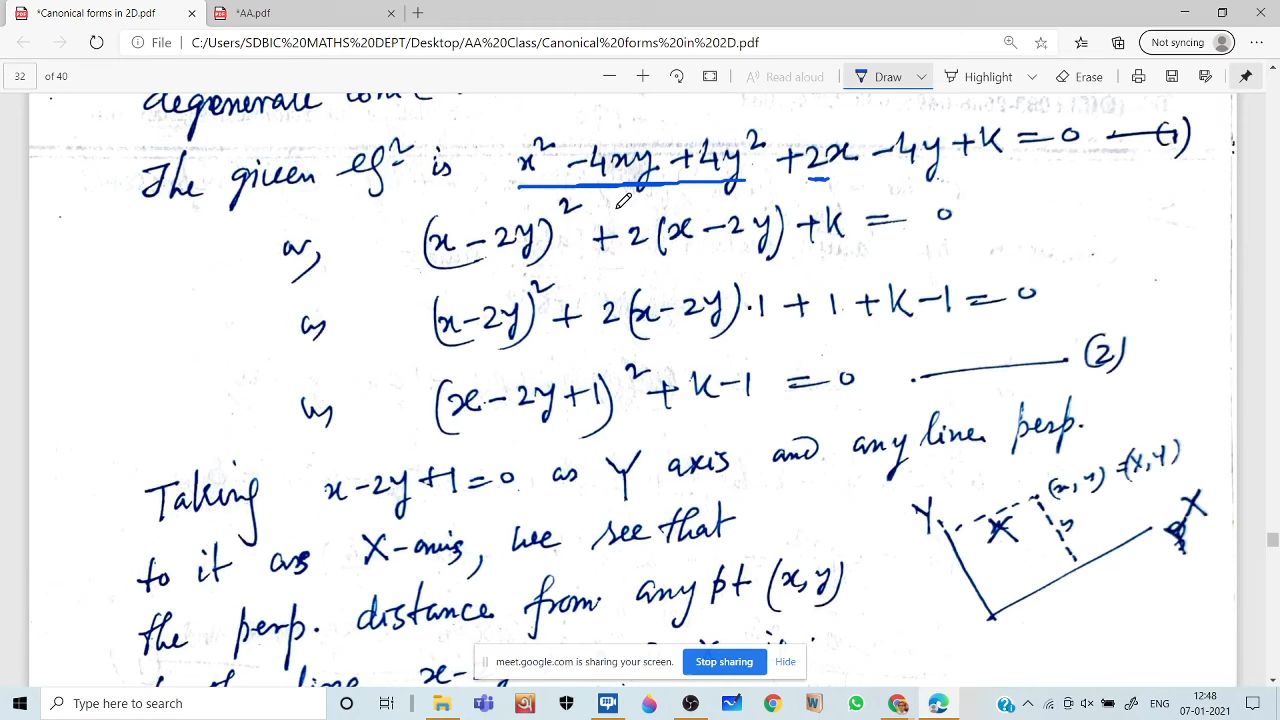 *Canonical forms in 2D.pdf
*AA.pdf
File | C:/Users/SDBIC%20MATHS%20DEPT/Desktop/AA%20Class/Canonical%20forms%20in%202D.pdf
Not syncing
32 of 40
Read aloud
Draw
Highlight
Erase
degenerate
The given eqⁿ is x² - 4xy + 4y² + 2x - 4y + k = 0 —(1)
or, (x - 2y)² + 2(x - 2y) + k = 0
or (x - 2y)² + 2(x - 2y)·1 + 1 + k - 1 = 0
or (x - 2y + 1)² + k - 1 = 0 —(2)
Taking x - 2y + 1 = 0 as Y axis and any line perp.
to it as X-axis, we see that
the perp. distance from any pt (x, y)
Y
X
(x, y) = (X, Y)
X
line x-
meet.google.com is sharing your screen.
Stop sharing
Hide
Type here to search
ENG
12:48
07-01-2021